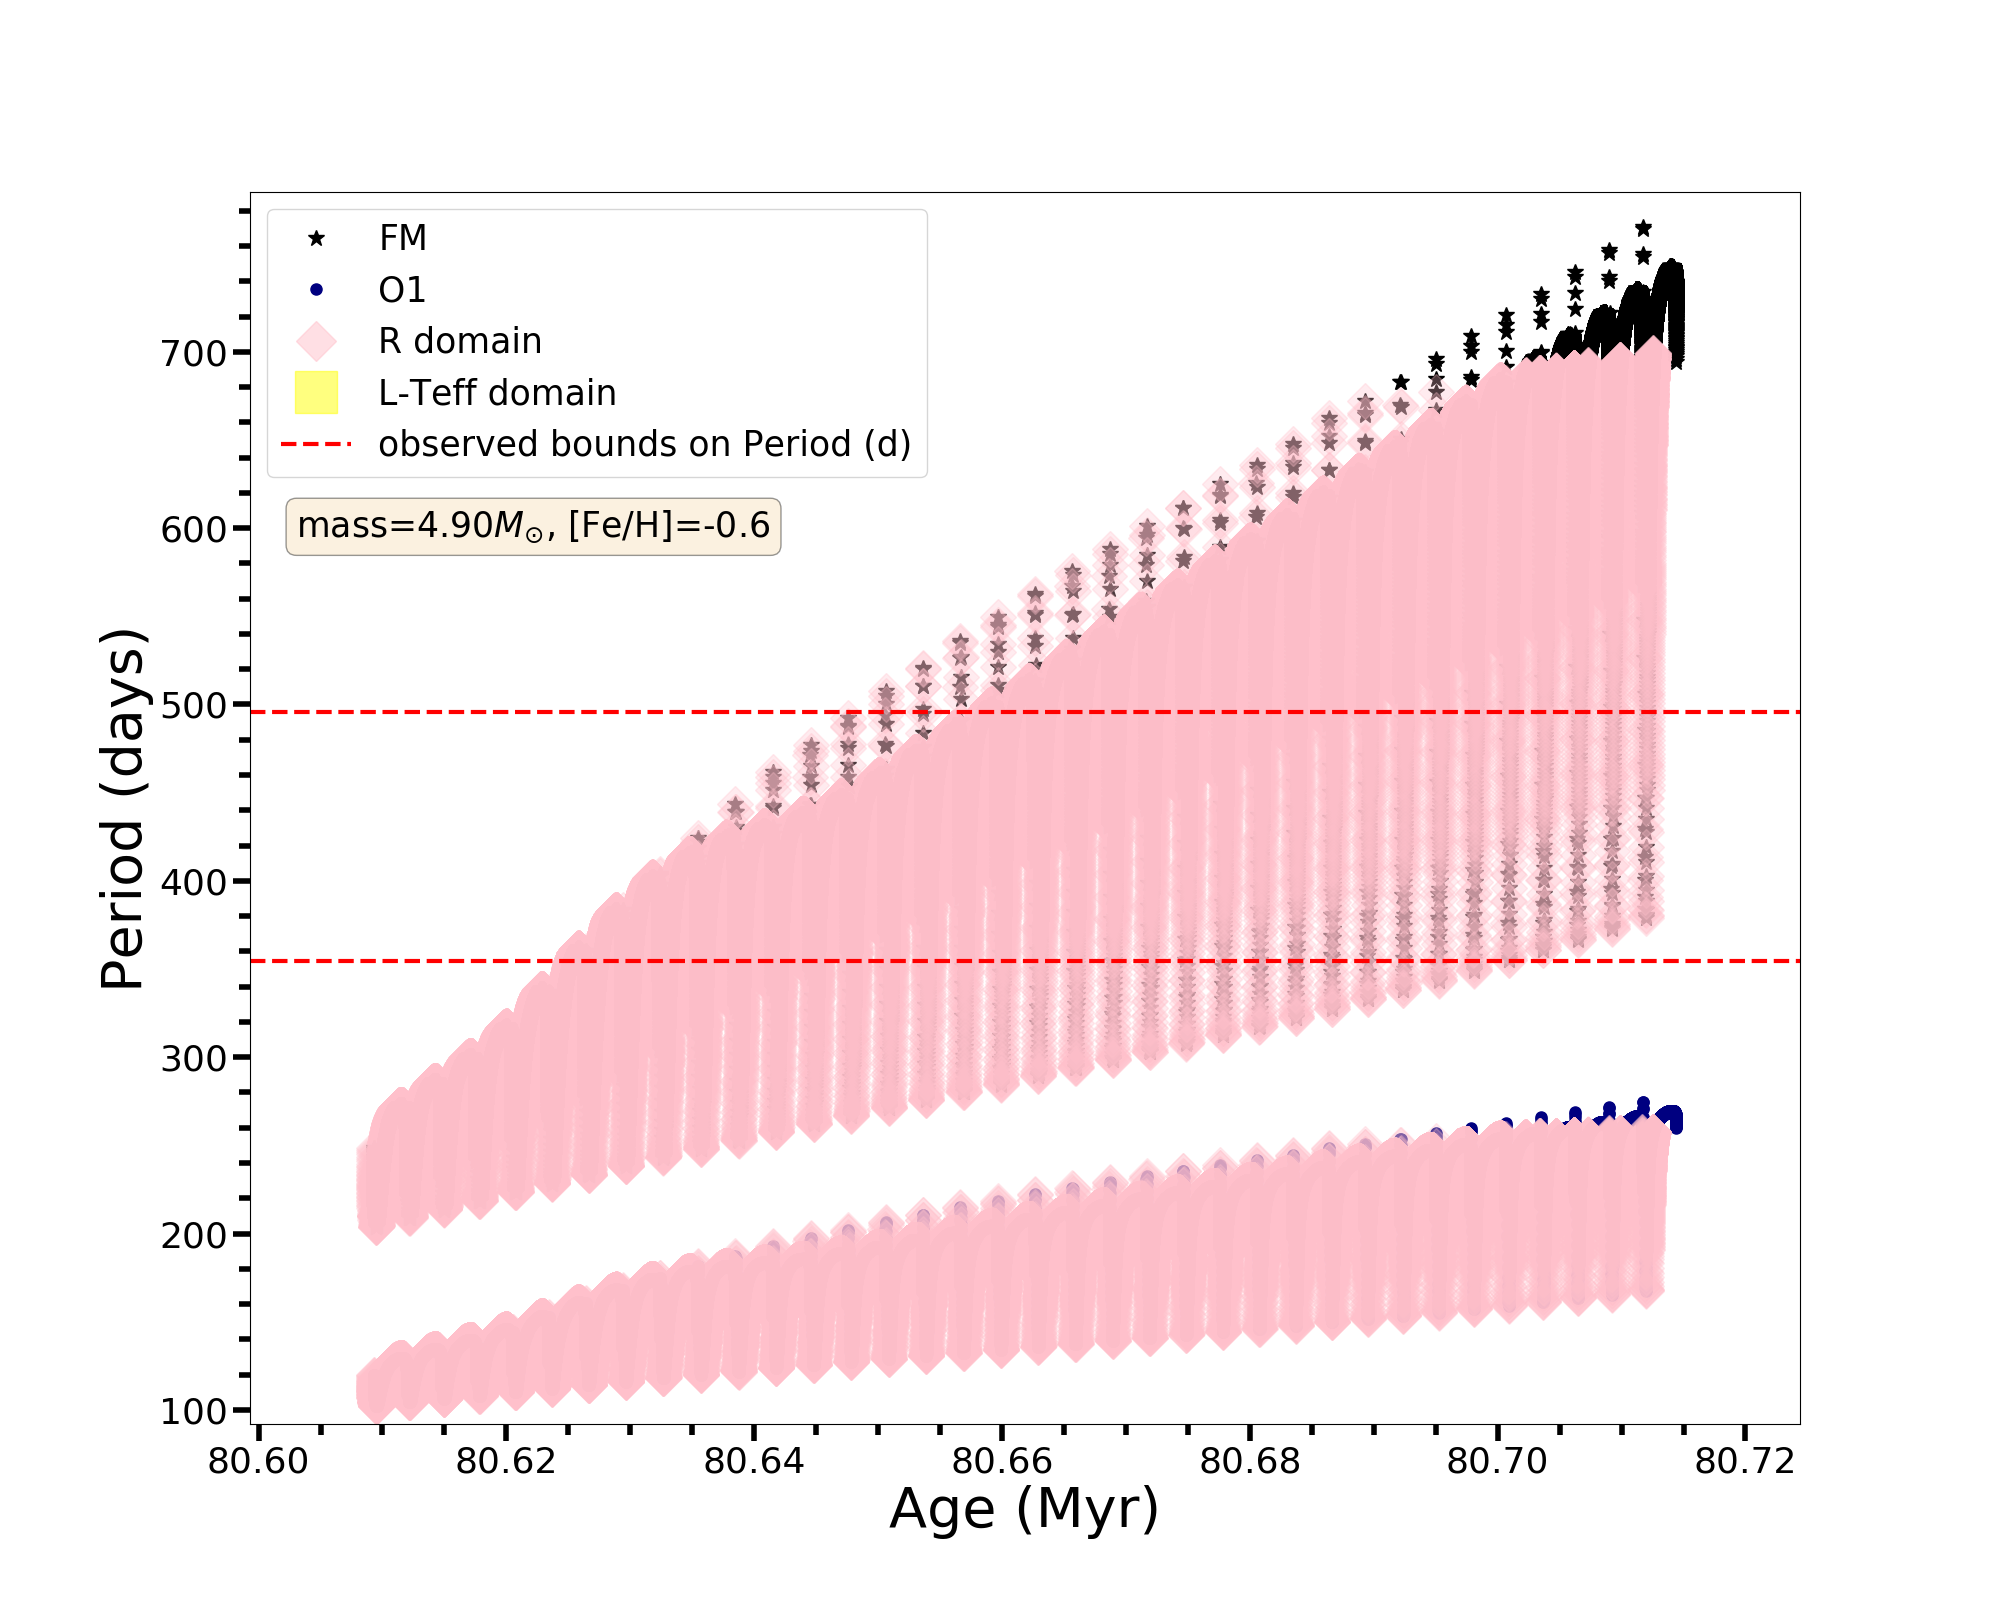 FM
O1
R domain
L-Teff domain
observed bounds on Period (d)
mass=4.90M⊙, [Fe/H]=-0.6
Period (days)
700
600
500
400
300
200
100
80.60 80.62 80.64 80.66 80.68 80.70 80.72
Age (Myr)